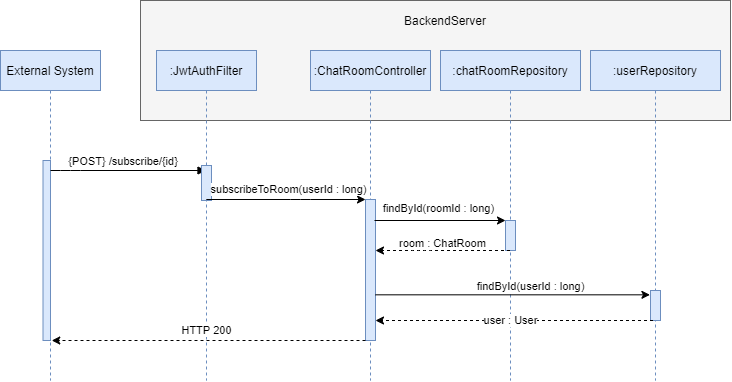 BackendServer
External System
:JwtAuthFilter
:ChatRoomController
:chatRoomRepository
:userRepository
{POST} /subscribe/{id}
subscribeToRoom(userId : long)
findById(roomId : long)
room : ChatRoom
findById(userId : long)
user : User
HTTP 200